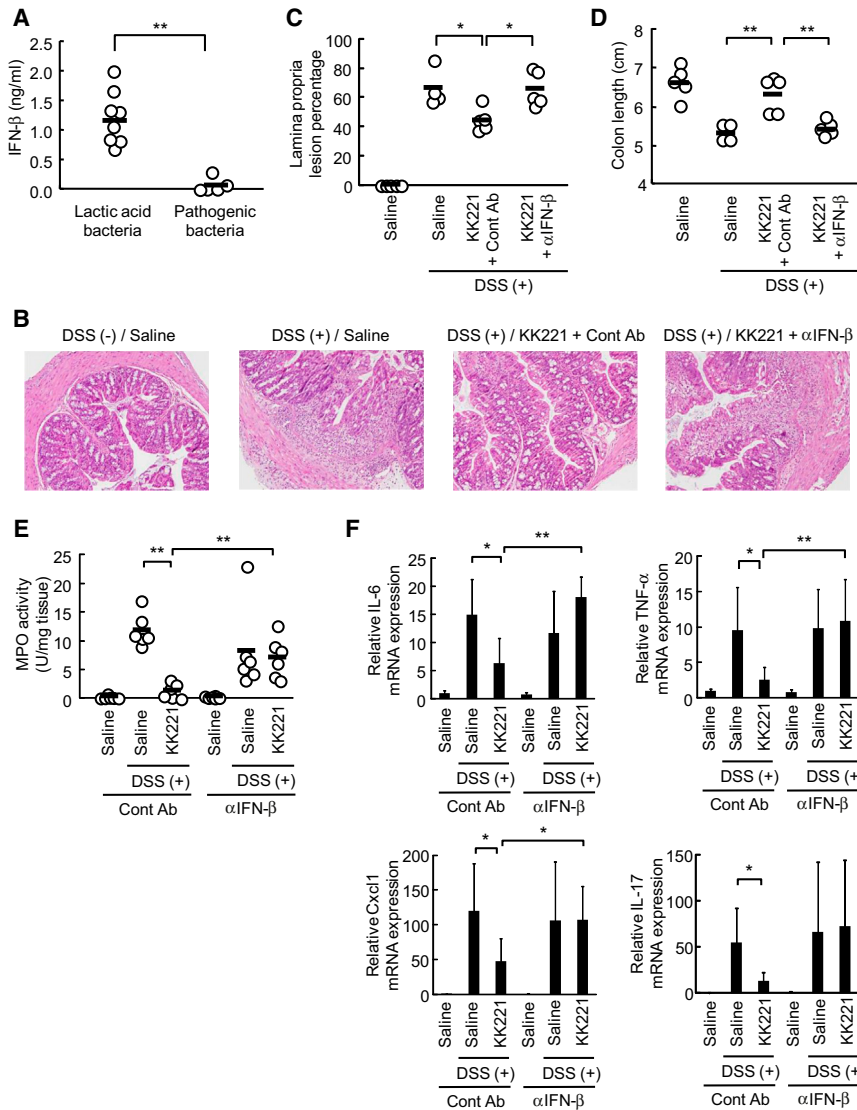 A
**
IFN-β (ng/ml)
2.5
2.0
1.5
1.0
0.5
0.0
Lactic acid
bacteria
Pathogenic
bacteria
C
*
*
Lamina propria
lesion percentage
100
80
60
40
20
0
Saline
Saline
KK221
+ Cont Ab
KK221
+ αIFN-β
DSS (+)
D
**
**
Colon length (cm)
8
7
6
5
4
Saline
Saline
KK221
+ Cont Ab
KK221
+ αIFN-β
DSS (+)
B
DSS (-) / Saline
DSS (+) / Saline
DSS (+) / KK221 + Cont Ab
DSS (+) / KK221 + αIFN-β
E
**
**
MPO activity
(U/mg tissue)
25
20
15
10
5
0
Saline
Saline
KK221
Saline
Saline
KK221
DSS (+)
DSS (+)
Cont Ab
αIFN-β
F
*
**
Relative IL-6
mRNA expression
25
20
15
10
5
0
Saline
Saline
KK221
Saline
Saline
KK221
DSS (+)
DSS (+)
Cont Ab
αIFN-β
*
**
Relative TNF-α
mRNA expression
20
15
10
5
0
Saline
Saline
KK221
Saline
Saline
KK221
DSS (+)
DSS (+)
Cont Ab
αIFN-β
*
*
Relative Cxcl1
mRNA expression
200
150
100
50
0
Saline
Saline
KK221
Saline
Saline
KK221
DSS (+)
DSS (+)
Cont Ab
αIFN-β
*
Relative IL-17
mRNA expression
150
100
50
0
Saline
Saline
KK221
Saline
Saline
KK221
DSS (+)
DSS (+)
Cont Ab
αIFN-β